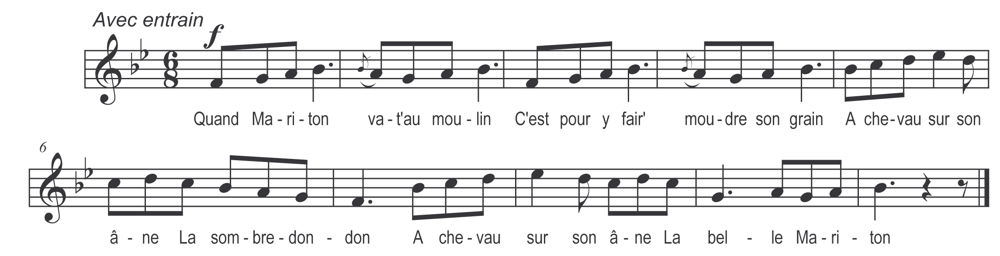 Avec entrain
f
6
8
Quand Ma - ri - ton va - t'au mou - lin C'est pour y fair' mou - dre son grain A che - vau sur son
6
â - ne La som - bre - don - don A che - vau sur son â - ne La bel - le Ma - ri - ton